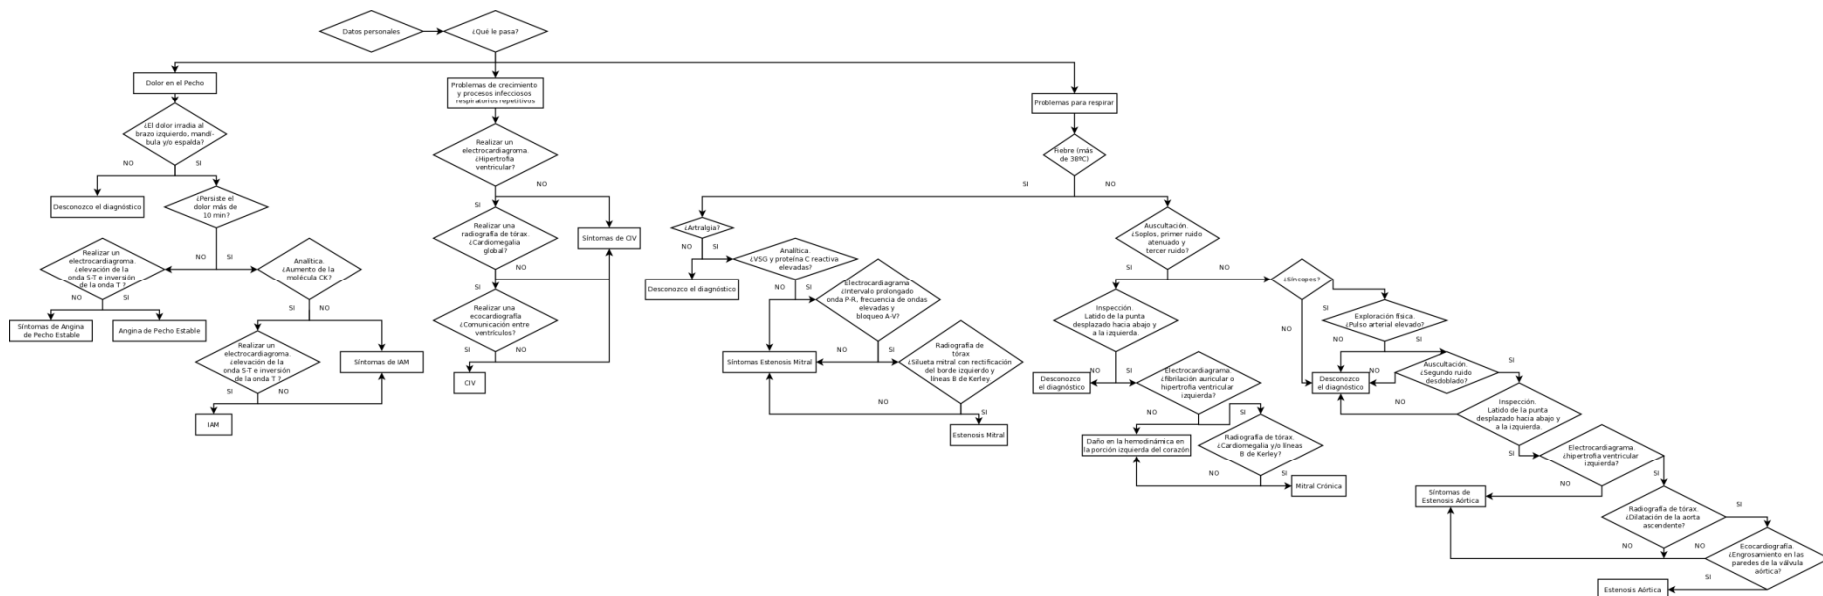 Datos personales
¿Qué le pasa?
Dolor en el Pecho
¿El dolor irradia al
brazo izquierdo, mandí-
bula y/o espalda?
NO
SI
Desconozco el diagnóstico
¿Persiste el
dolor más de
10 min?
NO
SI
Realizar un
electrocardiagroma.
¿elevación de la
onda S-T e inversión
de la onda T ?
NO
SI
Síntomas de Angina
de Pecho Estable
Angina de Pecho Estable
Analítica.
¿Aumento de la
molécula CK?
SI
NO
Realizar un
electrocardiagroma.
¿elevación de la
onda S-T e inversión
de la onda T ?
SI
NO
Síntomas de IAM
IAM
Problemas de crecimiento
y procesos infecciosos
respiratorios repetitivos
Realizar un
electrocardiagroma.
¿Hipertrofia
ventricular?
NO
SI
Realizar una
radiografía de tórax.
¿Cardiomegalia
global?
Síntomas de CIV
NO
SI
Realizar una
ecocardiografía
¿Comunicación entre
ventrículos?
SI
NO
CIV
Problemas para respirar
Fiebre (más
de 38ºC)
SI
NO
¿Artralgia?
NO
SI
Desconozco el diagnóstico
Analítica.
¿VSG y proteína C reactiva
elevadas?
NO
SI
Electrocardiagrama
¿Intervalo prolongado
onda P-R, frecuencia de ondas
elevadas y
bloqueo A-V?
NO
SI
Síntomas Estenosis Mitral
Radiografía de
tórax
¿Silueta mitral con rectificación
del borde izquierdo y
líneas B de Kerley.
NO
SI
Estenosis Mitral
Auscultación.
¿Soplos, primer ruido
atenuado y
tercer ruido?
SI
NO
Inspección.
Latido de la punta
desplazado hacia abajo y
a la izquierda.
NO
SI
Desconozco
el diagnóstico
Electrocardiagrama.
¿fibrilación auricular o
hipertrofia ventricular
izquierda?
NO
SI
Daño en la hemodinámica en
la porción izquierda del corazón
Radiografía de tórax.
¿Cardiomegalia y/o líneas
B de Kerley?
NO
SI
Mitral Crónica
¿Síncopes?
SI
NO
Exploración física.
¿Pulso arterial elevado?
NO
SI
Auscultación.
¿Segundo ruido
desdoblado?
NO
SI
Desconozco
el diagnóstico
Inspección.
Latido de la punta
desplazado hacia abajo y
a la izquierda.
NO
SI
Electrocardiagrama.
¿hipertrofia ventricular
izquierda?
NO
SI
Síntomas de
Estenosis Aórtica
Radiografía de tórax.
¿Dilatación de la aorta
ascendente?
NO
SI
Ecocardiografía.
¿Engrosamiento en las
paredes de la válvula
aórtica?
NO
SI
Estenosis Aórtica